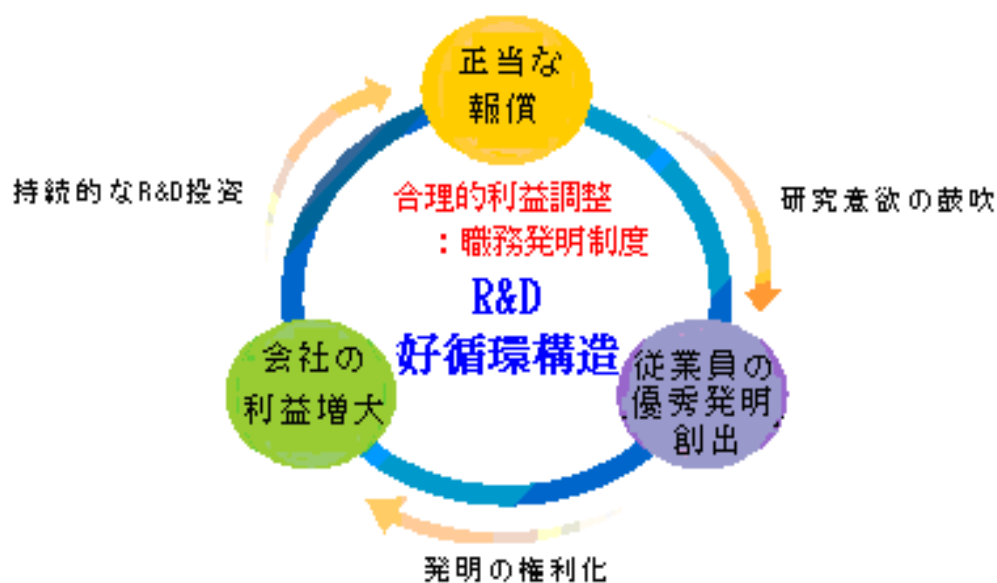 正当な
報償
持続的なR&D投資
合理的利益調整
：職務発明制度
研究意欲の鼓吹
R&D
好循環構造
会社の
利益増大
従業員の
優秀発明
創出
発明の権利化